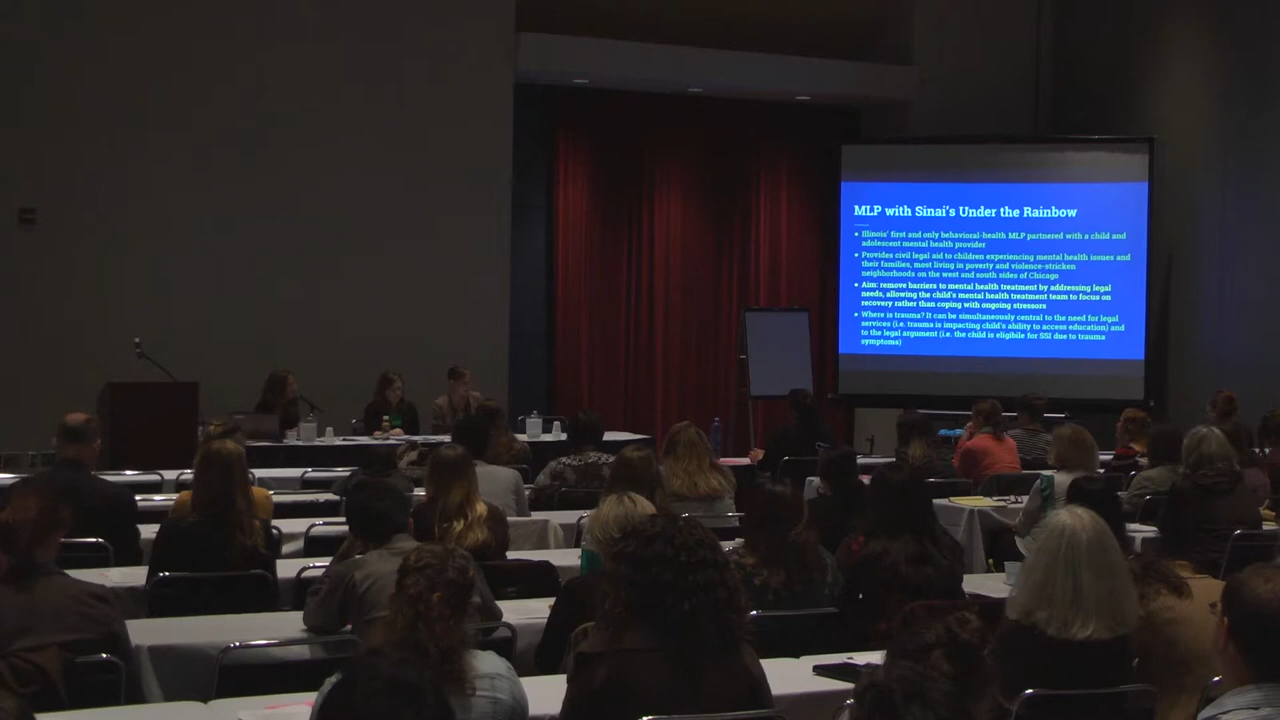 MLP with Sinai's Under the Rainbow
• Illinois' first and only behavioral-health MLP partnered with a child and
adolescent mental health provider
• Provides civil legal aid to children experiencing mental health issues and
their families, most living in poverty and violence-stricken
neighborhoods on the west and south sides of Chicago
• Aim: remove barriers to mental health treatment by addressing legal
needs, allowing the child's mental health treatment team to focus on
recovery rather than coping with ongoing stressors
• Where is trauma? It can be simultaneously central to the need for legal
services (i.e. trauma is impacting child's ability to access education) and
to the legal argument (i.e. the child is eligibile for SSI due to trauma
symptoms)